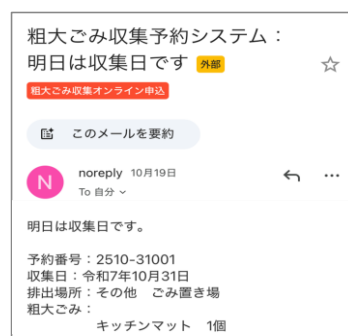 粗大ごみ収集予約システム：
明日は収集日です 外部
粗大ごみ収集オンライン申込
このメールを要約
N
noreply 10月19日
To 自分
明日は収集日です。
予約番号：2510-31001
収集日：令和7年10月31日
排出場所：その他　ごみ置き場
粗大ごみ：
キッチンマット　1個